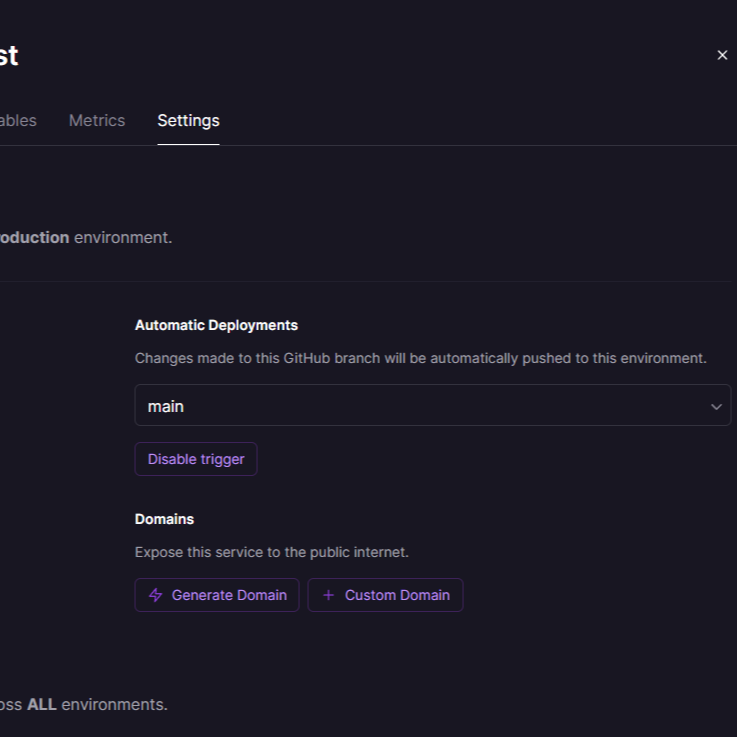 st
ables Metrics Settings
roduction environment.
Automatic Deployments
Changes made to this GitHub branch will be automatically pushed to this environment.
main
Disable trigger
Domains
Expose this service to the public internet.
Generate Domain
Custom Domain
oss ALL environments.